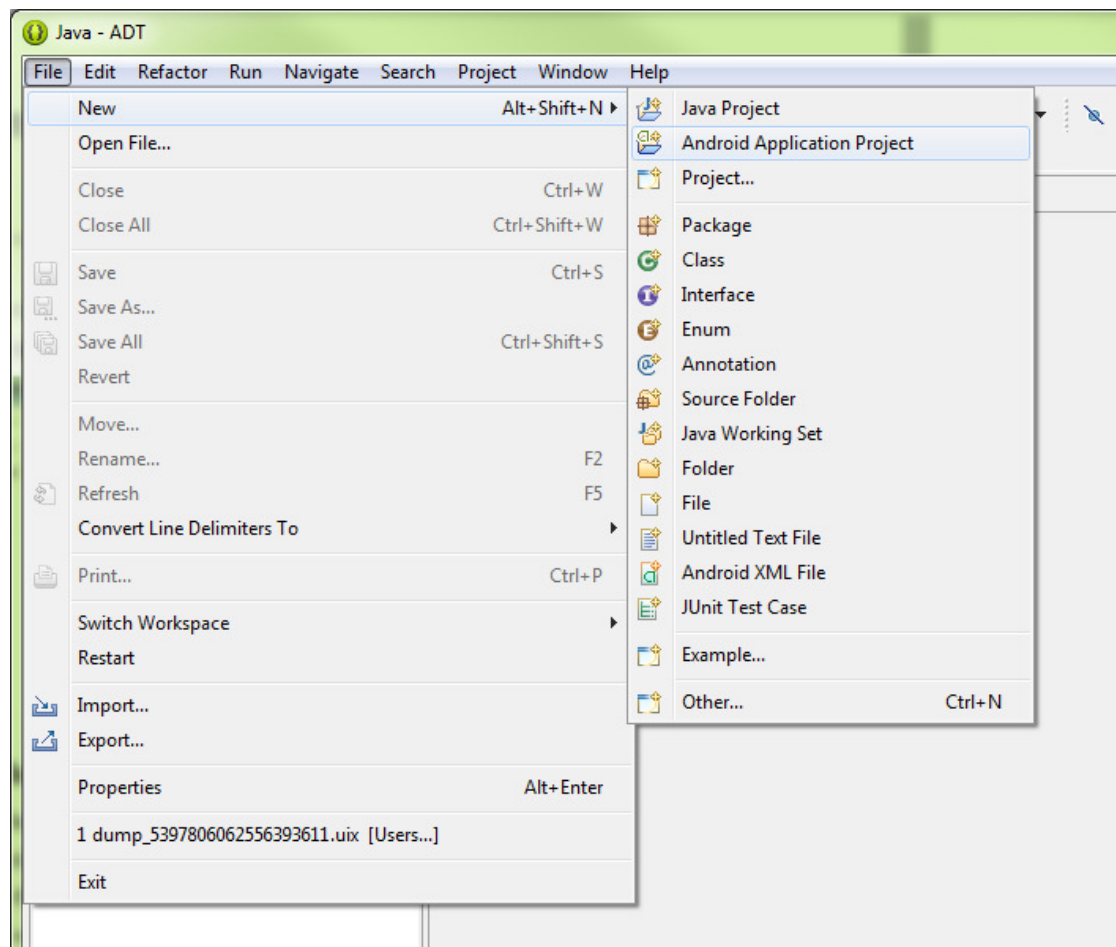 Java - ADT
File Edit Refactor Run Navigate Search Project Window Help
New Alt+Shift+N
Open File...
Close Ctrl+W
Close All Ctrl+Shift+W
Save Ctrl+S
Save As...
Save All Ctrl+Shift+S
Revert
Move...
Rename... F2
Refresh F5
Convert Line Delimiters To
Print... Ctrl+P
Switch Workspace
Restart
Import...
Export...
Properties Alt+Enter
1 dump_5397806062556393611.uix [Users...]
Exit
Java Project
Android Application Project
Project...
Package
Class
Interface
Enum
Annotation
Source Folder
Java Working Set
Folder
File
Untitled Text File
Android XML File
JUnit Test Case
Example...
Other... Ctrl+N